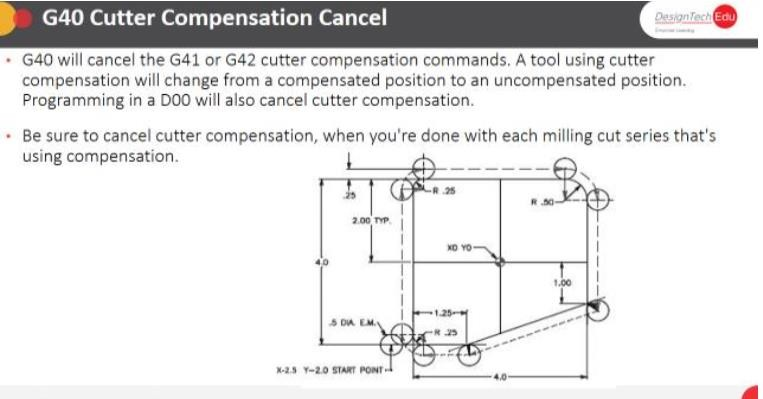 G40 Cutter Compensation Cancel
DesignTech Edu
• G40 will cancel the G41 or G42 cutter compensation commands. A tool using cutter
compensation will change from a compensated position to an uncompensated position.
Programming in a D00 will also cancel cutter compensation.
• Be sure to cancel cutter compensation, when you're done with each milling cut series that's
using compensation.
.25
R .25
R .50
2.00 TYP.
X0 Y0
4.0
1.00
1.25
.5 DIA. E.M.
R .25
X-2.5 Y-2.0 START POINT
4.0